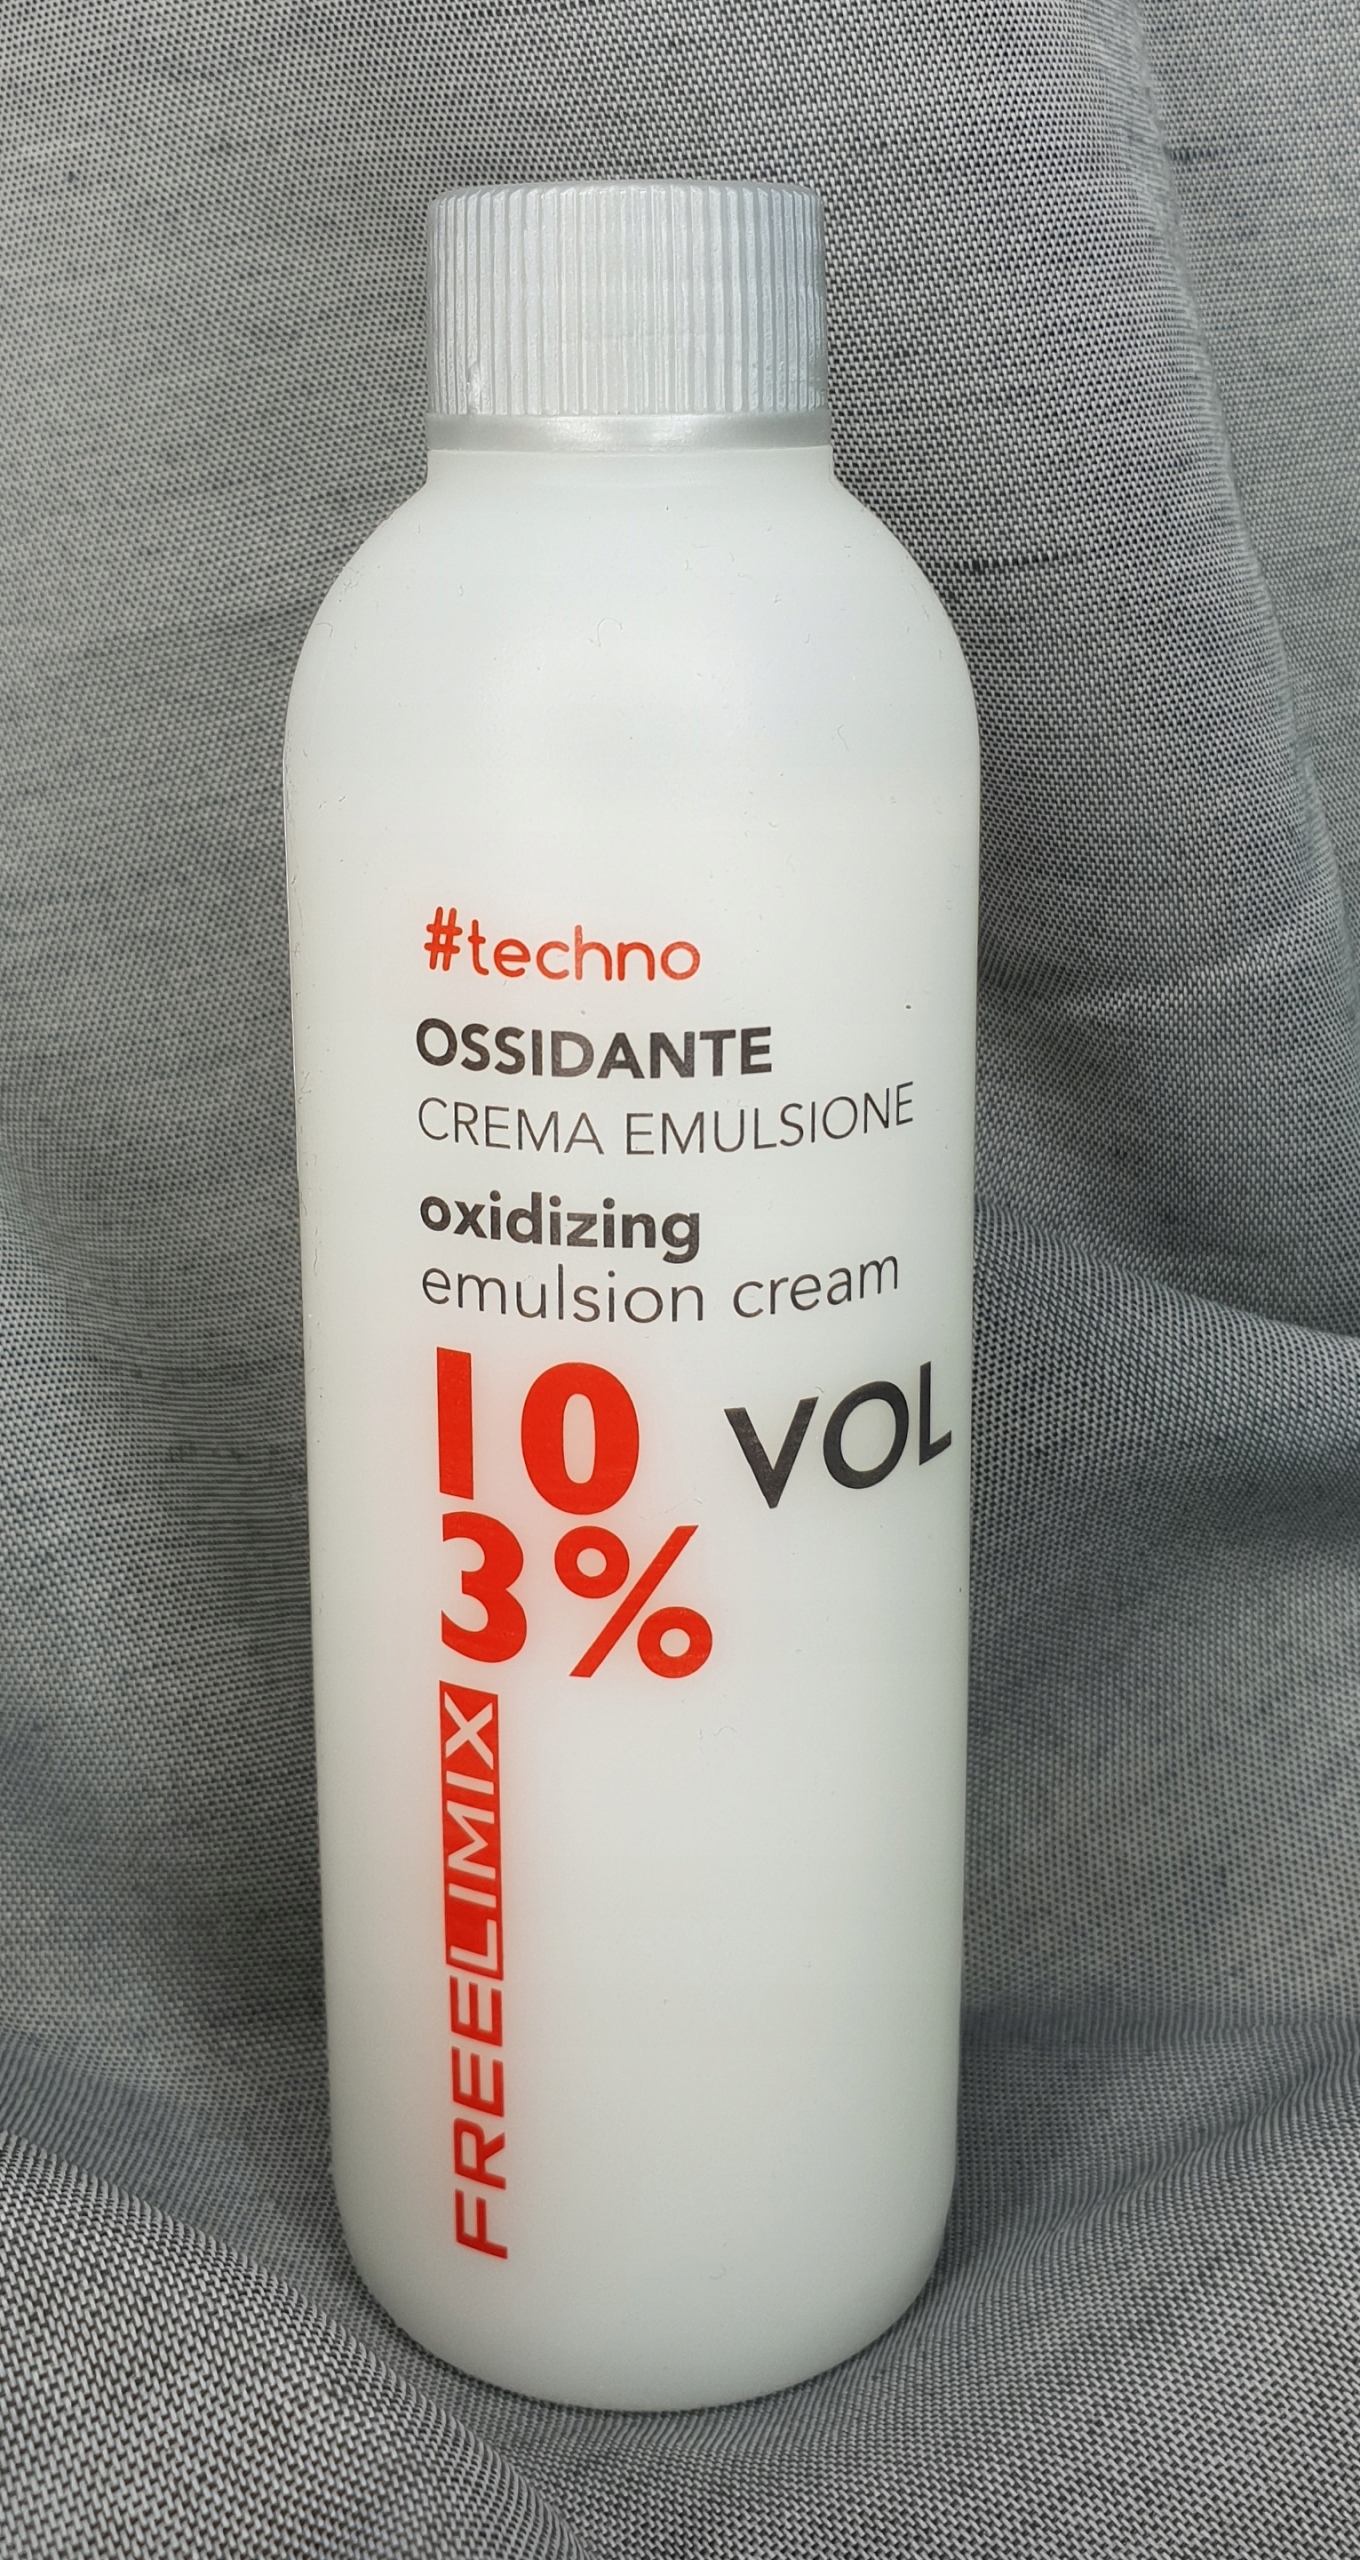 #techno
OSSIDANTE
CREMA EMULSIONE
oxidizing
emulsion cream
10 VOL
3%
FREELIMIX